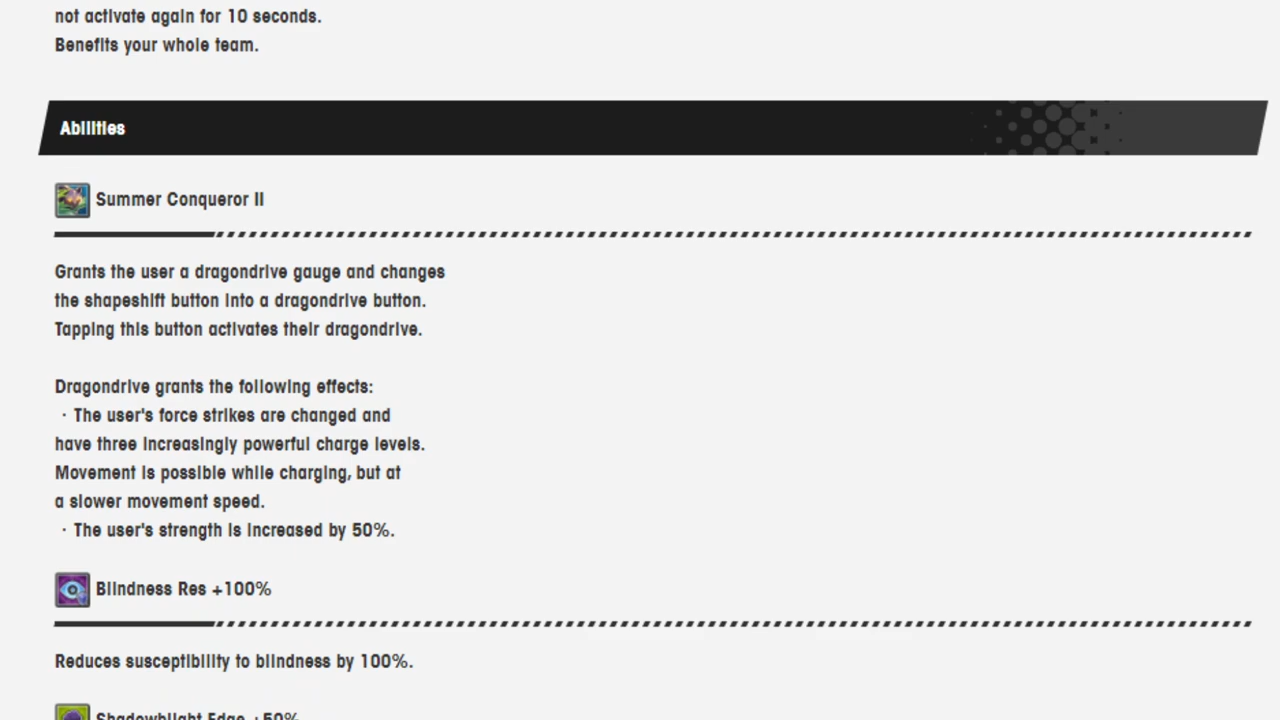 not activate again for 10 seconds.
Benefits your whole team.
Abilities
Summer Conqueror II
Grants the user a dragondrive gauge and changes
the shapeshift button into a dragondrive button.
Tapping this button activates their dragondrive.
Dragondrive grants the following effects:
· The user's force strikes are changed and
have three increasingly powerful charge levels.
Movement is possible while charging, but at
a slower movement speed.
· The user's strength is increased by 50%.
Blindness Res +100%
Reduces susceptibility to blindness by 100%.
Shadowblight Edge +50%